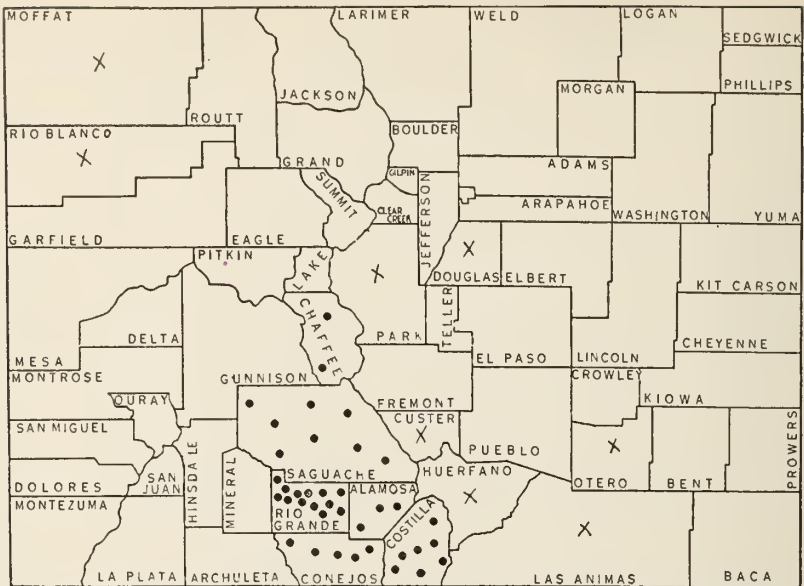 MOFFAT
LARIMER
WELD
LOGAN
SEDGWICK
PHILLIPS
MORGAN
JACKSON
ROUTT
RIO BLANCO
BOULDER
GRAND
GILPIN
ADAMS
SUMMIT
CLEAR
CREEK
JEFFERSON
ARAPAHOE
WASHINGTON
YUMA
GARFIELD
EAGLE
PITKIN
LAKE
DOUGLAS
ELBERT
KIT CARSON
CHAFFEE
TELLER
PARK
DELTA
MESA
EL PASO
LINCOLN
CHEYENNE
MONTROSE
GUNNISON
CROWLEY
OURAY
FREMONT
KIOWA
CUSTER
SAN MIGUEL
PUEBLO
HINSDALE
MINERAL
SAGUACHE
HUERFANO
PROWERS
DOLORES
SAN
JUAN
ALAMOSA
OTERO
BENT
MONTEZUMA
RIO
GRANDE
COSTILLA
LA PLATA
ARCHULETA
CONEJOS
LAS ANIMAS
BACA